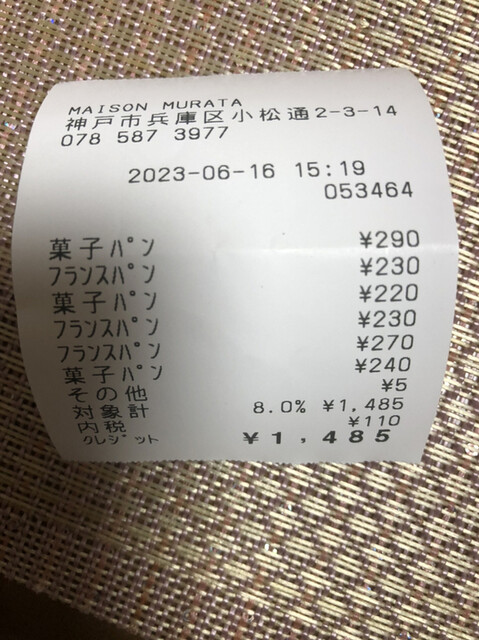 MAISON MURATA
神戸市兵庫区小松通2-3-14
078 587 3977
2023-06-16 15:19
053464
菓子パン ¥290
フランスパン ¥230
菓子パン ¥220
フランスパン ¥230
フランスパン ¥270
菓子パン ¥240
その他 ¥5
対象計 8.0% ¥1,485
内税 ¥110
クレジット ¥1,485